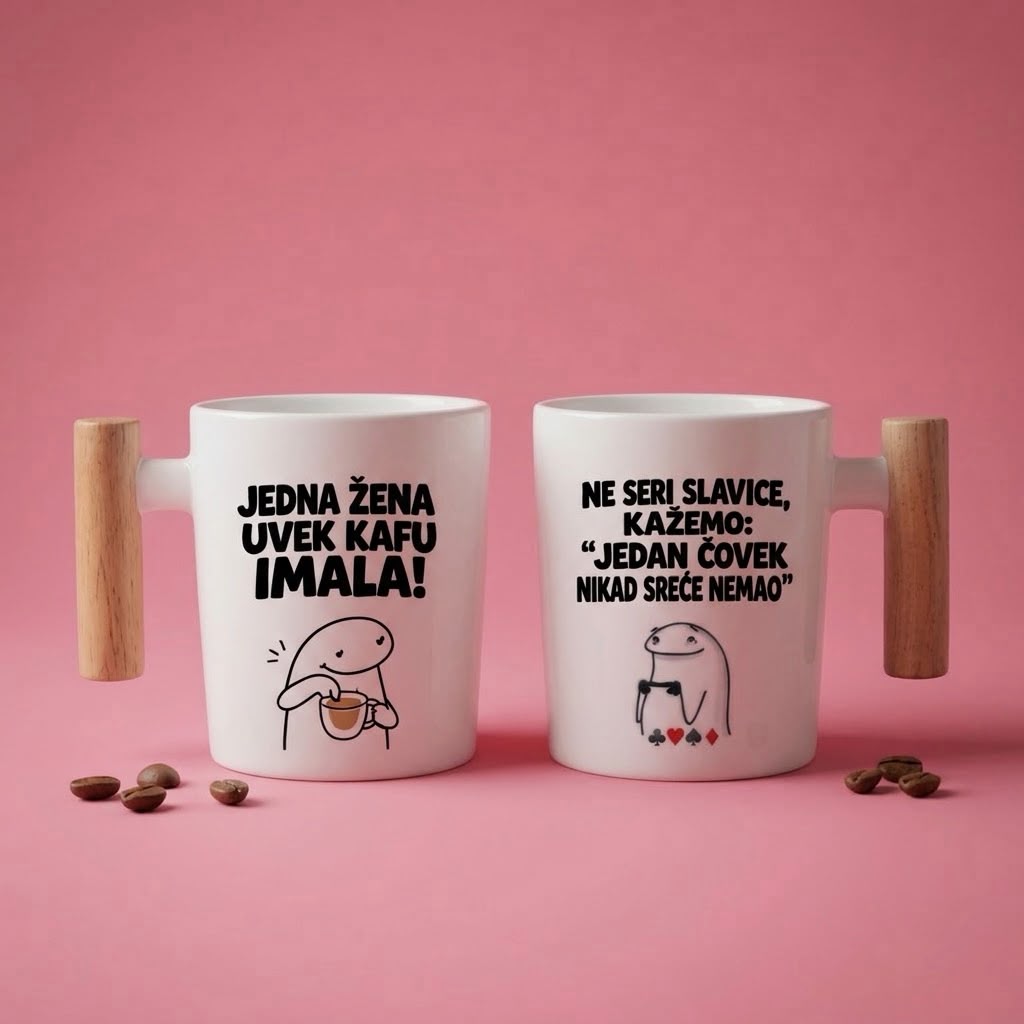 JEDNA ŽENA
UVEK KAFU
IMALA!
NE SERI SLAVICE,
KAŽEMO:
“JEDAN ČOVEK
NIKAD SREĆE NEMAO”